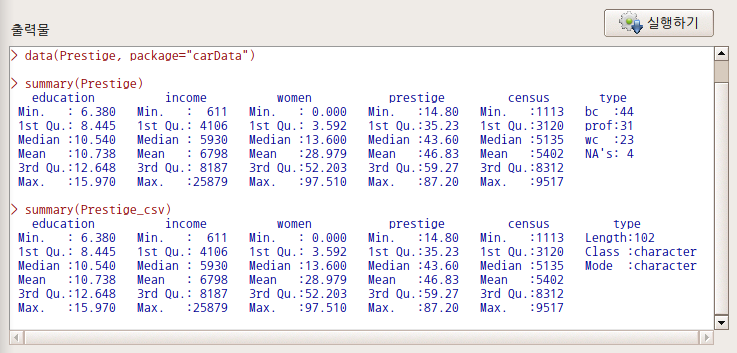 출력물
실행하기
> data(Prestige, package="carData")
> summary(Prestige)
   education          income          women           prestige         census         type
 Min.   : 6.380   Min.   :  611   Min.   : 0.000   Min.   :14.80   Min.   :1113   bc  :44
 1st Qu.: 8.445   1st Qu.: 4106   1st Qu.: 3.592   1st Qu.:35.23   1st Qu.:3120   prof:31
 Median :10.540   Median : 5930   Median :13.600   Median :43.60   Median :5135   wc  :23
 Mean   :10.738   Mean   : 6798   Mean   :28.979   Mean   :46.83   Mean   :5402   NA's: 4
 3rd Qu.:12.648   3rd Qu.: 8187   3rd Qu.:52.203   3rd Qu.:59.27   3rd Qu.:8312
 Max.   :15.970   Max.   :25879   Max.   :97.510   Max.   :87.20   Max.   :9517
> summary(Prestige_csv)
   education          income          women           prestige         census         type
 Min.   : 6.380   Min.   :  611   Min.   : 0.000   Min.   :14.80   Min.   :1113   Length:102
 1st Qu.: 8.445   1st Qu.: 4106   1st Qu.: 3.592   1st Qu.:35.23   1st Qu.:3120   Class :character
 Median :10.540   Median : 5930   Median :13.600   Median :43.60   Median :5135   Mode  :character
 Mean   :10.738   Mean   : 6798   Mean   :28.979   Mean   :46.83   Mean   :5402
 3rd Qu.:12.648   3rd Qu.: 8187   3rd Qu.:52.203   3rd Qu.:59.27   3rd Qu.:8312
 Max.   :15.970   Max.   :25879   Max.   :97.510   Max.   :87.20   Max.   :9517